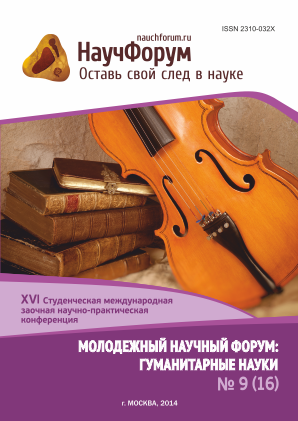 ISSN 2310-032X
nauchforum.ru
НаучФорум
Оставь свой след в науке
XVI Студенческая международная
заочная научно-практическая
конференция
МОЛОДЕЖНЫЙ НАУЧНЫЙ ФОРУМ:
ГУМАНИТАРНЫЕ НАУКИ
№ 9 (16)
г. МОСКВА, 2014